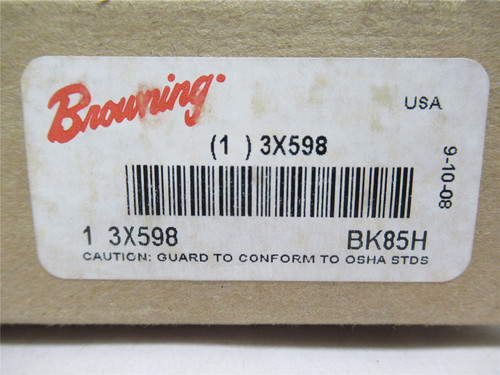 Browning
USA
(1 ) 3X598
9-10-08
1 3X598 BK85H
CAUTION: GUARD TO CONFORM TO OSHA STDS